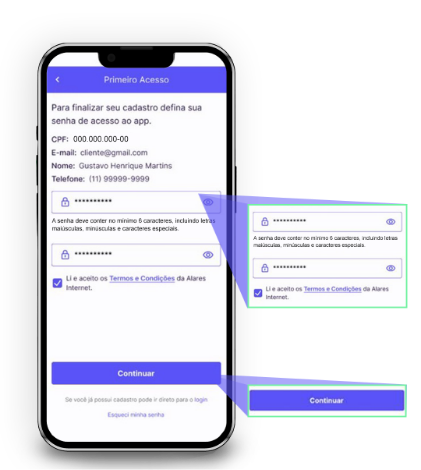 Primeiro Acesso
Para finalizar seu cadastro defina sua
senha de acesso ao app.
CPF: 000.000.000-00
E-mail: cliente@gmail.com
Nome: Gustavo Henrique Martins
Telefone: (11) 99999-9999
**********
A senha deve conter no mínimo 6 caracteres, incluindo letras
maiúsculas, minúsculas e caracteres especiais.
**********
Li e aceito os Termos e Condições da Alares
Internet.
Continuar
Se você já possui cadastro pode ir direto para o login
Esqueci minha senha
**********
A senha deve conter no mínimo 6 caracteres, incluindo letras
maiúsculas, minúsculas e caracteres especiais.
**********
Li e aceito os Termos e Condições da Alares
Internet.
Continuar